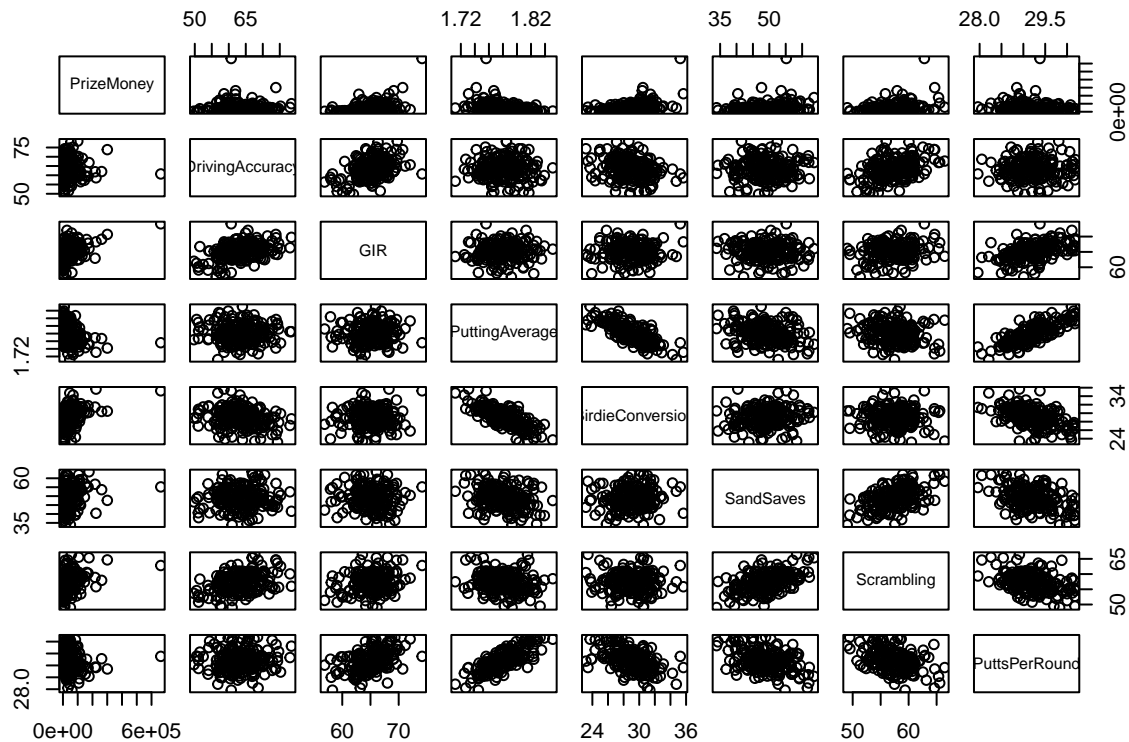 50 65 1.72 1.82 35 50 28.0 29.5
PrizeMoney 0e+00
50 75 DrivingAccuracy
GIR 60
1.72 PuttingAverage
BirdieConversion 24 34
35 60 SandSaves
Scrambling 50 65
28.0 PuttsPerRound
0e+00 6e+05 60 70 24 30 36 50 60